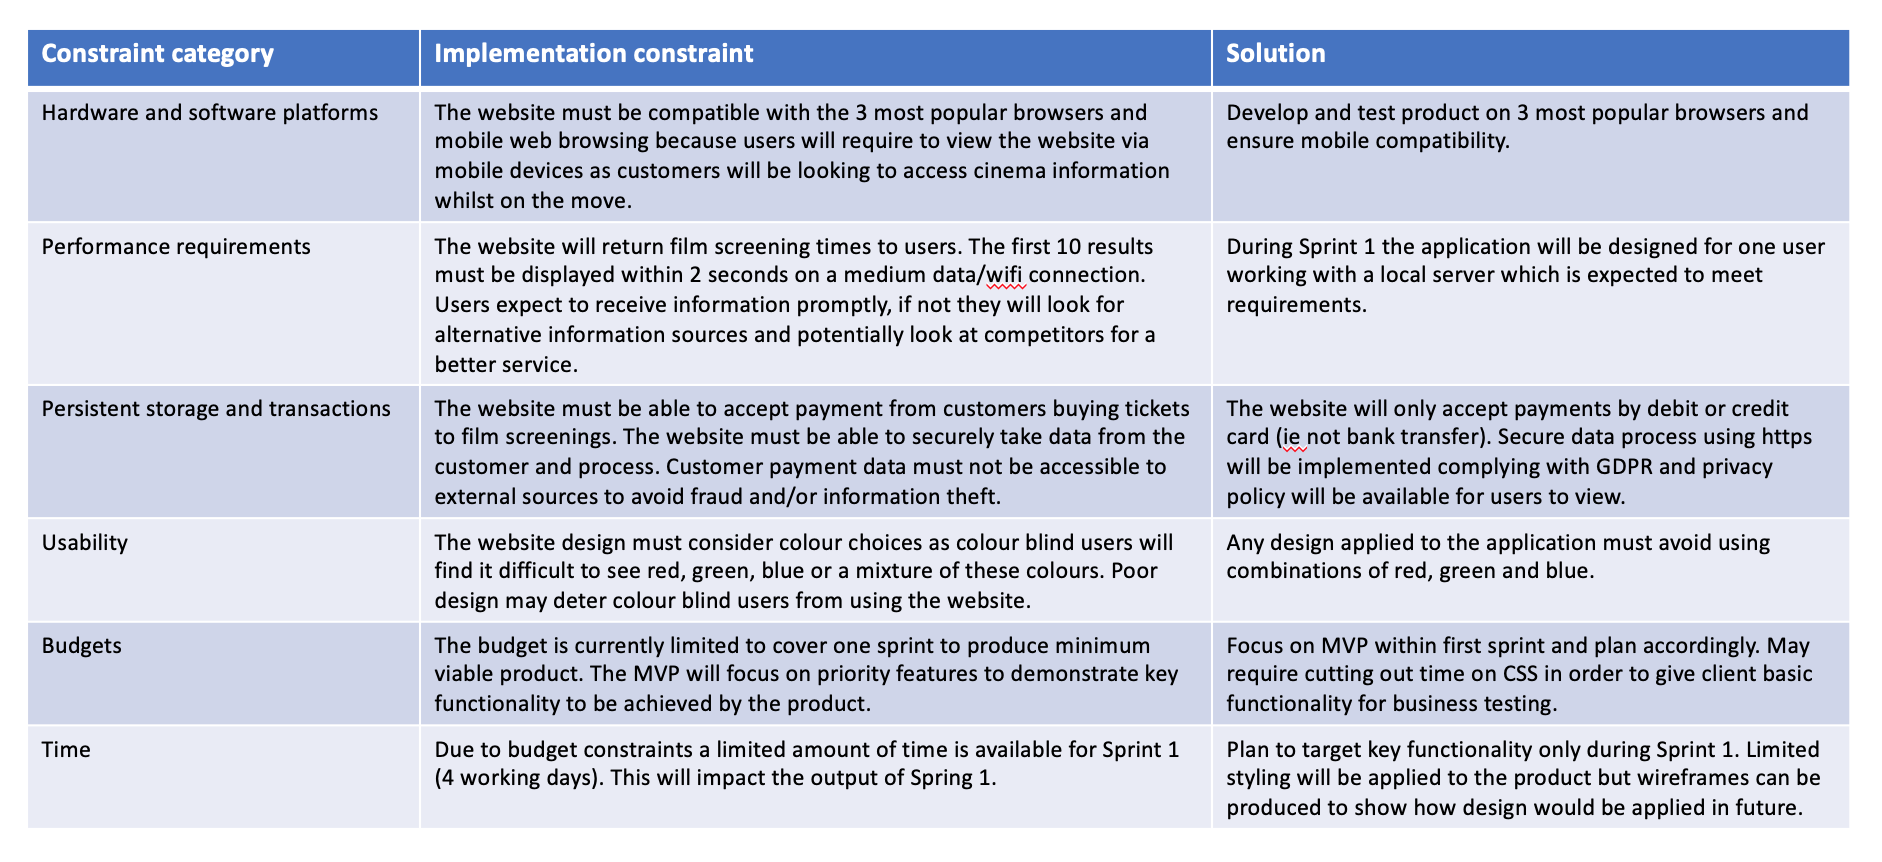 Constraint category
Implementation constraint
Solution
Hardware and software platforms
The website must be compatible with the 3 most popular browsers and
mobile web browsing because users will require to view the website via
mobile devices as customers will be looking to access cinema information
whilst on the move.
Develop and test product on 3 most popular browsers and
ensure mobile compatibility.
Performance requirements
The website will return film screening times to users. The first 10 results
must be displayed within 2 seconds on a medium data/wifi connection.
Users expect to receive information promptly, if not they will look for
alternative information sources and potentially look at competitors for a
better service.
During Sprint 1 the application will be designed for one user
working with a local server which is expected to meet
requirements.
Persistent storage and transactions
The website must be able to accept payment from customers buying tickets
to film screenings. The website must be able to securely take data from the
customer and process. Customer payment data must not be accessible to
external sources to avoid fraud and/or information theft.
The website will only accept payments by debit or credit
card (ie not bank transfer). Secure data process using https
will be implemented complying with GDPR and privacy
policy will be available for users to view.
Usability
The website design must consider colour choices as colour blind users will
find it difficult to see red, green, blue or a mixture of these colours. Poor
design may deter colour blind users from using the website.
Any design applied to the application must avoid using
combinations of red, green and blue.
Budgets
The budget is currently limited to cover one sprint to produce minimum
viable product. The MVP will focus on priority features to demonstrate key
functionality to be achieved by the product.
Focus on MVP within first sprint and plan accordingly. May
require cutting out time on CSS in order to give client basic
functionality for business testing.
Time
Due to budget constraints a limited amount of time is available for Sprint 1
(4 working days). This will impact the output of Spring 1.
Plan to target key functionality only during Sprint 1. Limited
styling will be applied to the product but wireframes can be
produced to show how design would be applied in future.